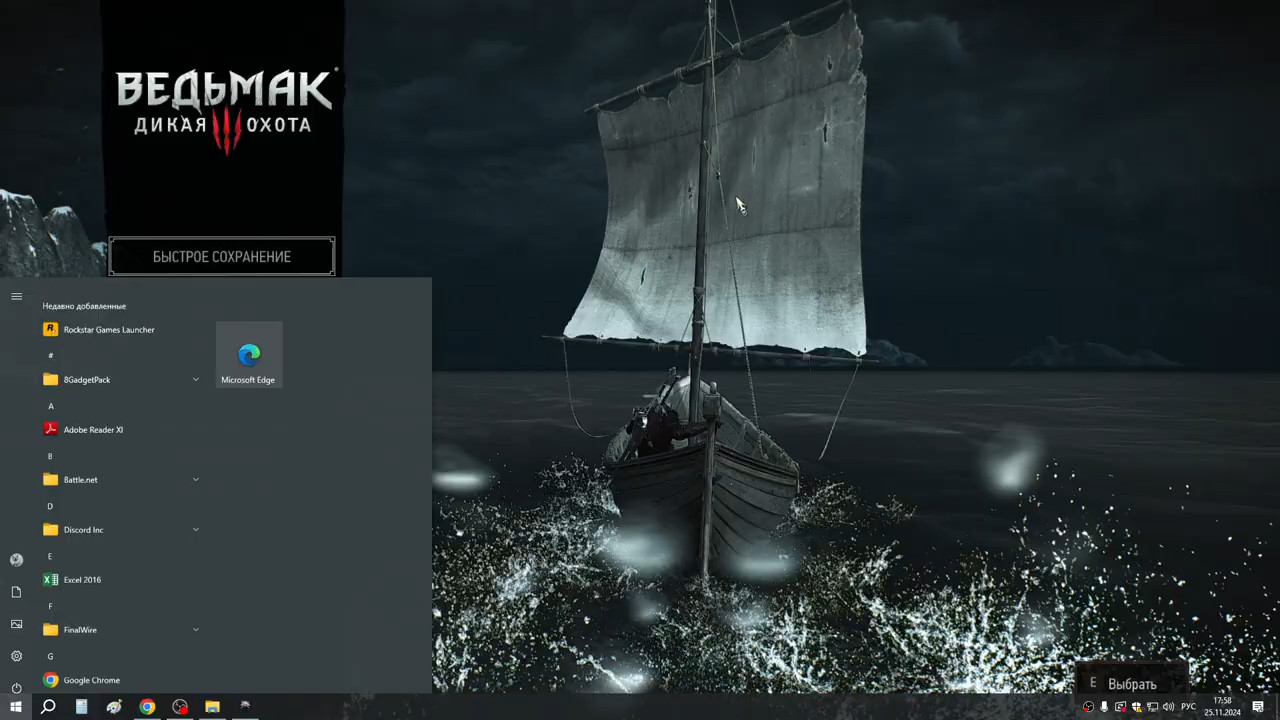 ВЕДЬМАК
ДИКАЯ ОХОТА
БЫСТРОЕ СОХРАНЕНИЕ
Недавно добавленные
Rockstar Games Launcher
#
8GadgetPack
Microsoft Edge
A
Adobe Reader XI
B
Battle.net
D
Discord Inc
E
Excel 2016
F
FinalWire
G
Google Chrome
E Выбрать
РУС
17:58
25.11.2024